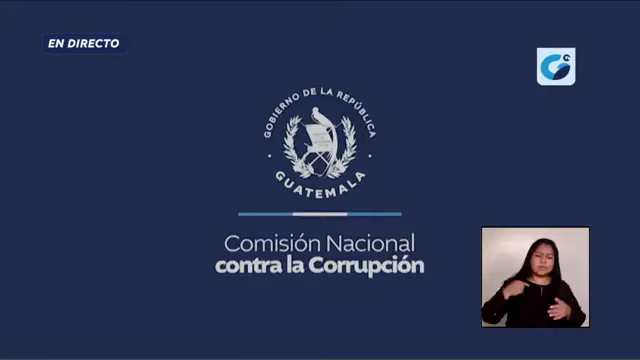 EN DIRECTO
GOBIERNO DE LA REPÚBLICA
GUATEMALA
Comisión Nacional
contra la Corrupción